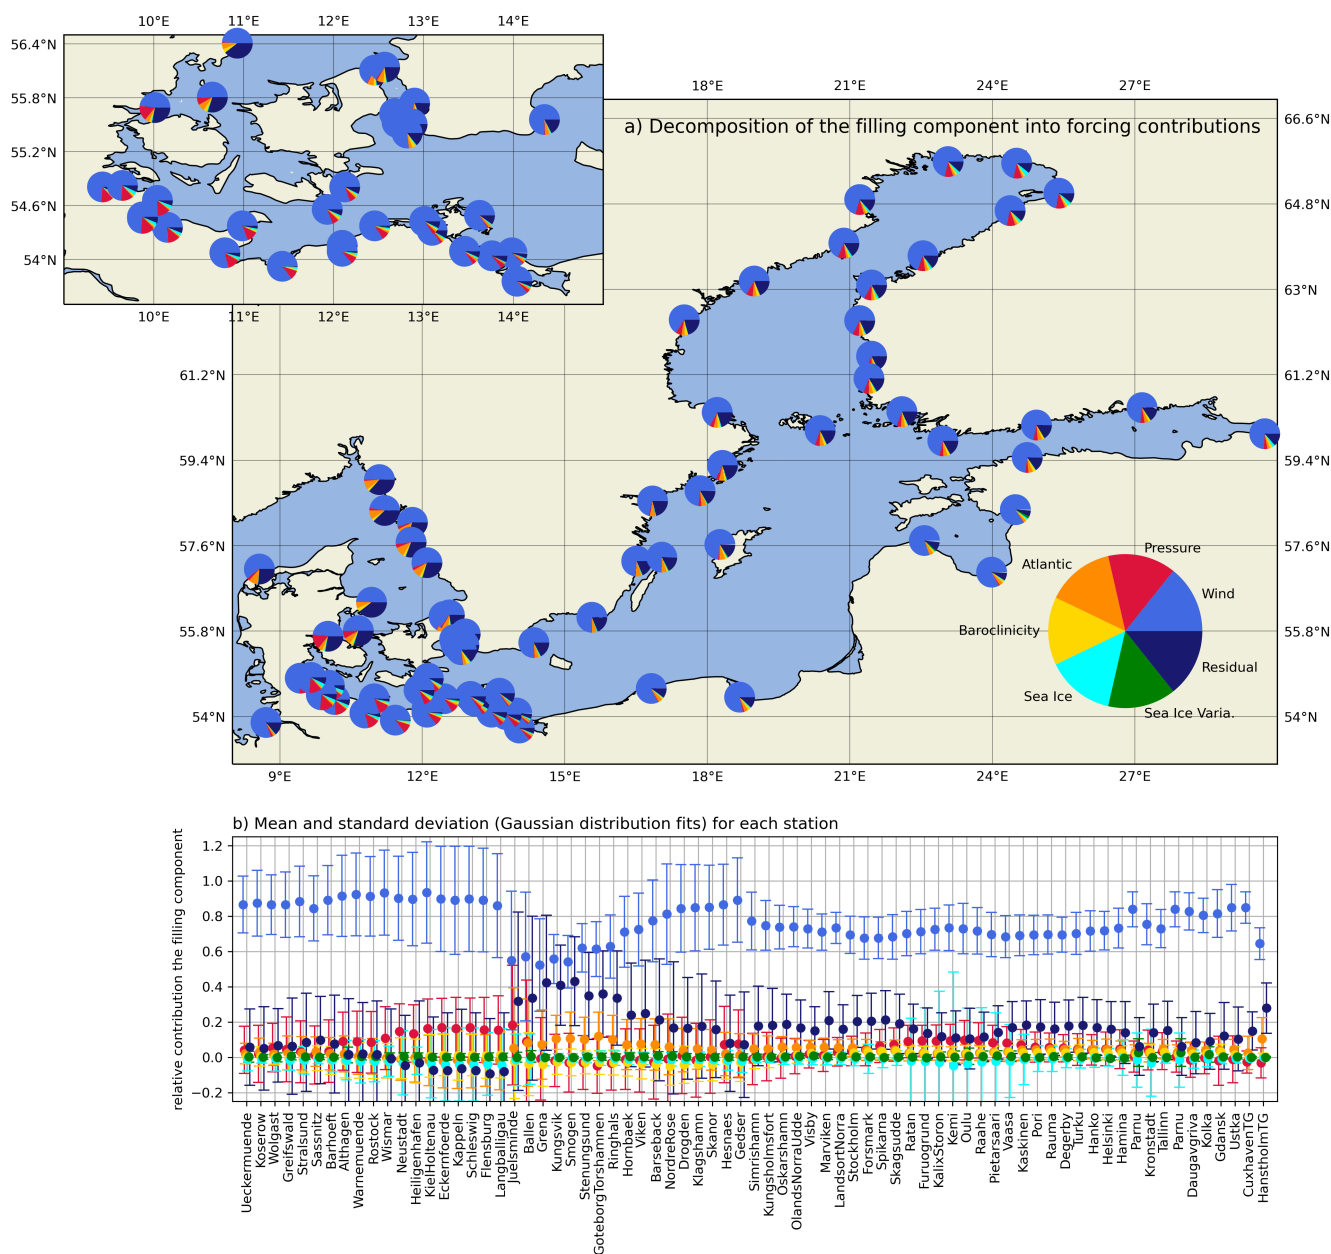 10°E 11°E 12°E 13°E 14°E
56.4°N
55.8°N
55.2°N
54.6°N
54°N
10°E 11°E 12°E 13°E 14°E
18°E 21°E 24°E 27°E
a) Decomposition of the filling component into forcing contributions
66.6°N
64.8°N
63°N
61.2°N 61.2°N
59.4°N 59.4°N
57.6°N 57.6°N
55.8°N 55.8°N
54°N 54°N
Pressure
Atlantic
Wind
Baroclinicity
Residual
Sea Ice
Sea Ice Varia.
9°E 12°E 15°E 18°E 21°E 24°E 27°E
b) Mean and standard deviation (Gaussian distribution fits) for each station
relative contribution the filling component
1.2
1.0
0.8
0.6
0.4
0.2
0.0
−0.2
Ueckermuende
Koserow
Wolgast
Greifswald
Stralsund
Sassnitz
Barhoeft
Althagen
Warnemuende
Rostock
Wismar
Neustadt
Heiligenhafen
KielHoltenau
Eckernfoerde
Kappeln
Schleswig
Flensburg
Langballigau
Juelsminde
Ballen
Grena
Kungsvik
Smogen
Stenungsund
GoteborgTorshamnen
Ringhals
Hornbaek
Viken
Barseback
NordreRose
Drogden
Klagshamn
Skanor
Hesnaes
Gedser
Simrishamn
Kungsholmsfort
Oskarshamn
OlandsNorraUdde
Visby
Marviken
LandsortNorra
Stockholm
Forsmark
Spikarna
Skagsudde
Ratan
Furuogrund
KalixStoron
Kemi
Oulu
Raahe
Pietarsaari
Vaasa
Kaskinen
Pori
Rauma
Degerby
Turku
Hanko
Helsinki
Hamina
Parnu
Kronstadt
Tallinn
Parnu
Daugavgriva
Kolka
Gdansk
Ustka
CuxhavenTG
HanstholmTG